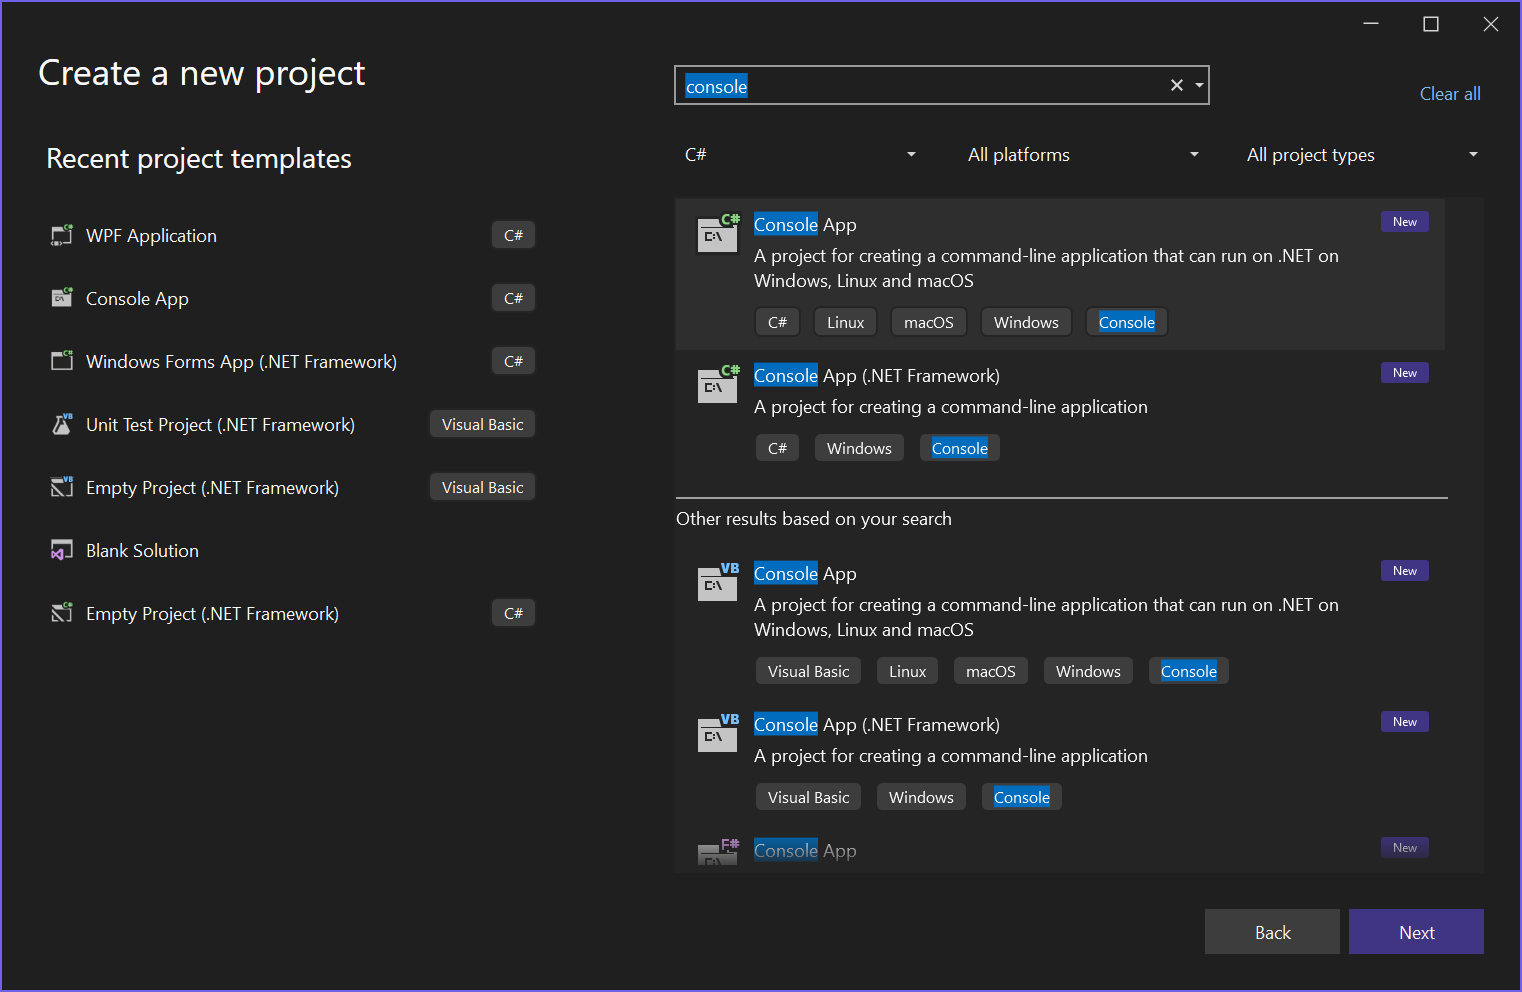 Create a new project
console
Clear all
Recent project templates
C#
All platforms
All project types
WPF Application
C#
Console App
C#
Windows Forms App (.NET Framework)
C#
Unit Test Project (.NET Framework)
Visual Basic
Empty Project (.NET Framework)
Visual Basic
Blank Solution
Empty Project (.NET Framework)
C#
C#
C:\
Console App
New
A project for creating a command-line application that can run on .NET on
Windows, Linux and macOS
C# Linux macOS Windows Console
C#
C:\
Console App (.NET Framework)
New
A project for creating a command-line application
C# Windows Console
Other results based on your search
VB
C:\
Console App
New
A project for creating a command-line application that can run on .NET on
Windows, Linux and macOS
Visual Basic Linux macOS Windows Console
VB
C:\
Console App (.NET Framework)
New
A project for creating a command-line application
Visual Basic Windows Console
F#
C:\
Console App
New
Back
Next